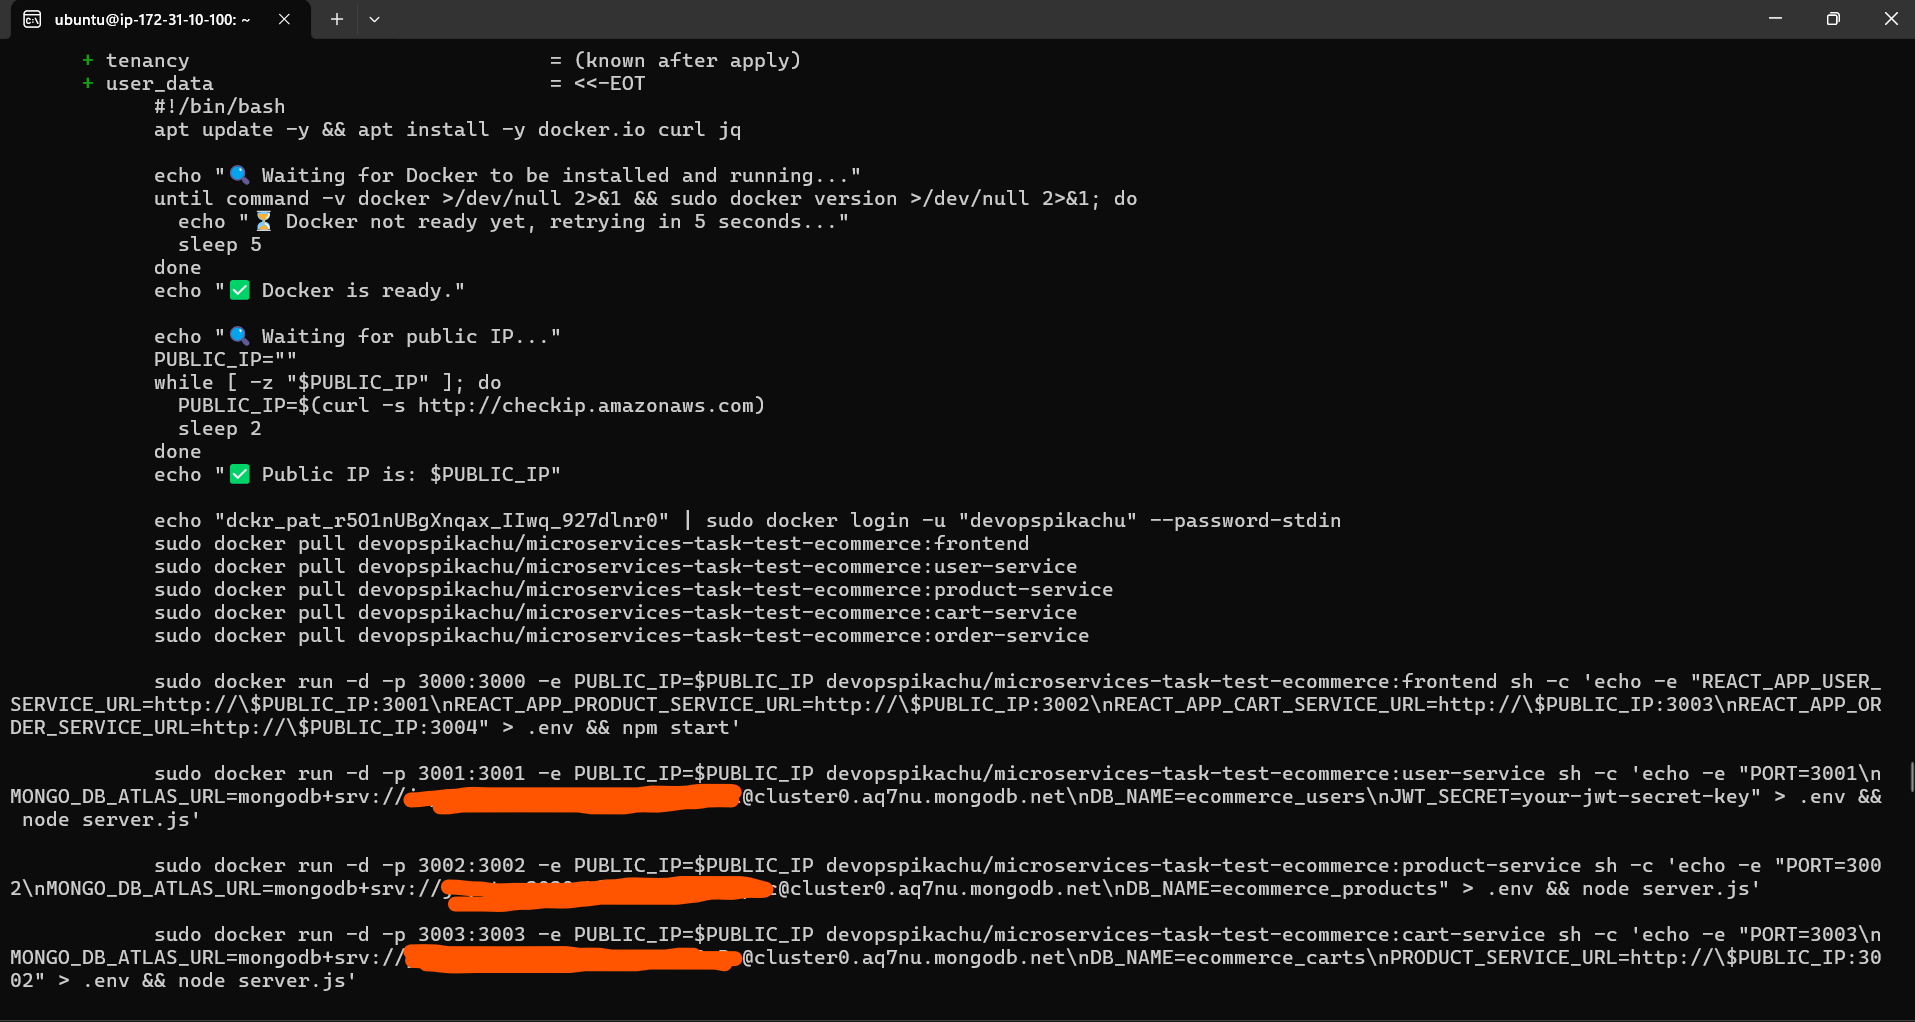 ubuntu@ip-172-31-10-100: ~
+ tenancy = (known after apply)
+ user_data = <<-EOT
#!/bin/bash
apt update -y && apt install -y docker.io curl jq
echo "🔍 Waiting for Docker to be installed and running..."
until command -v docker >/dev/null 2>&1 && sudo docker version >/dev/null 2>&1; do
echo "⏳ Docker not ready yet, retrying in 5 seconds..."
sleep 5
done
echo "✅ Docker is ready."
echo "🔍 Waiting for public IP..."
PUBLIC_IP=""
while [ -z "$PUBLIC_IP" ]; do
PUBLIC_IP=$(curl -s http://checkip.amazonaws.com)
sleep 2
done
echo "✅ Public IP is: $PUBLIC_IP"
echo "dckr_pat_r5O1nUBgXnqax_IIwq_927dlnr0" | sudo docker login -u "devopspikachu" --password-stdin
sudo docker pull devopspikachu/microservices-task-test-ecommerce:frontend
sudo docker pull devopspikachu/microservices-task-test-ecommerce:user-service
sudo docker pull devopspikachu/microservices-task-test-ecommerce:product-service
sudo docker pull devopspikachu/microservices-task-test-ecommerce:cart-service
sudo docker pull devopspikachu/microservices-task-test-ecommerce:order-service
sudo docker run -d -p 3000:3000 -e PUBLIC_IP=$PUBLIC_IP devopspikachu/microservices-task-test-ecommerce:frontend sh -c 'echo -e "REACT_APP_USER_
SERVICE_URL=http://\$PUBLIC_IP:3001\nREACT_APP_PRODUCT_SERVICE_URL=http://\$PUBLIC_IP:3002\nREACT_APP_CART_SERVICE_URL=http://\$PUBLIC_IP:3003\nREACT_APP_OR
DER_SERVICE_URL=http://\$PUBLIC_IP:3004" > .env && npm start'
sudo docker run -d -p 3001:3001 -e PUBLIC_IP=$PUBLIC_IP devopspikachu/microservices-task-test-ecommerce:user-service sh -c 'echo -e "PORT=3001\n
MONGO_DB_ATLAS_URL=mongodb+srv:// @cluster0.aq7nu.mongodb.net\nDB_NAME=ecommerce_users\nJWT_SECRET=your-jwt-secret-key" > .env &&
node server.js'
sudo docker run -d -p 3002:3002 -e PUBLIC_IP=$PUBLIC_IP devopspikachu/microservices-task-test-ecommerce:product-service sh -c 'echo -e "PORT=300
2\nMONGO_DB_ATLAS_URL=mongodb+srv:// @cluster0.aq7nu.mongodb.net\nDB_NAME=ecommerce_products" > .env && node server.js'
sudo docker run -d -p 3003:3003 -e PUBLIC_IP=$PUBLIC_IP devopspikachu/microservices-task-test-ecommerce:cart-service sh -c 'echo -e "PORT=3003\n
MONGO_DB_ATLAS_URL=mongodb+srv:// @cluster0.aq7nu.mongodb.net\nDB_NAME=ecommerce_carts\nPRODUCT_SERVICE_URL=http://\$PUBLIC_IP:30
02" > .env && node server.js'